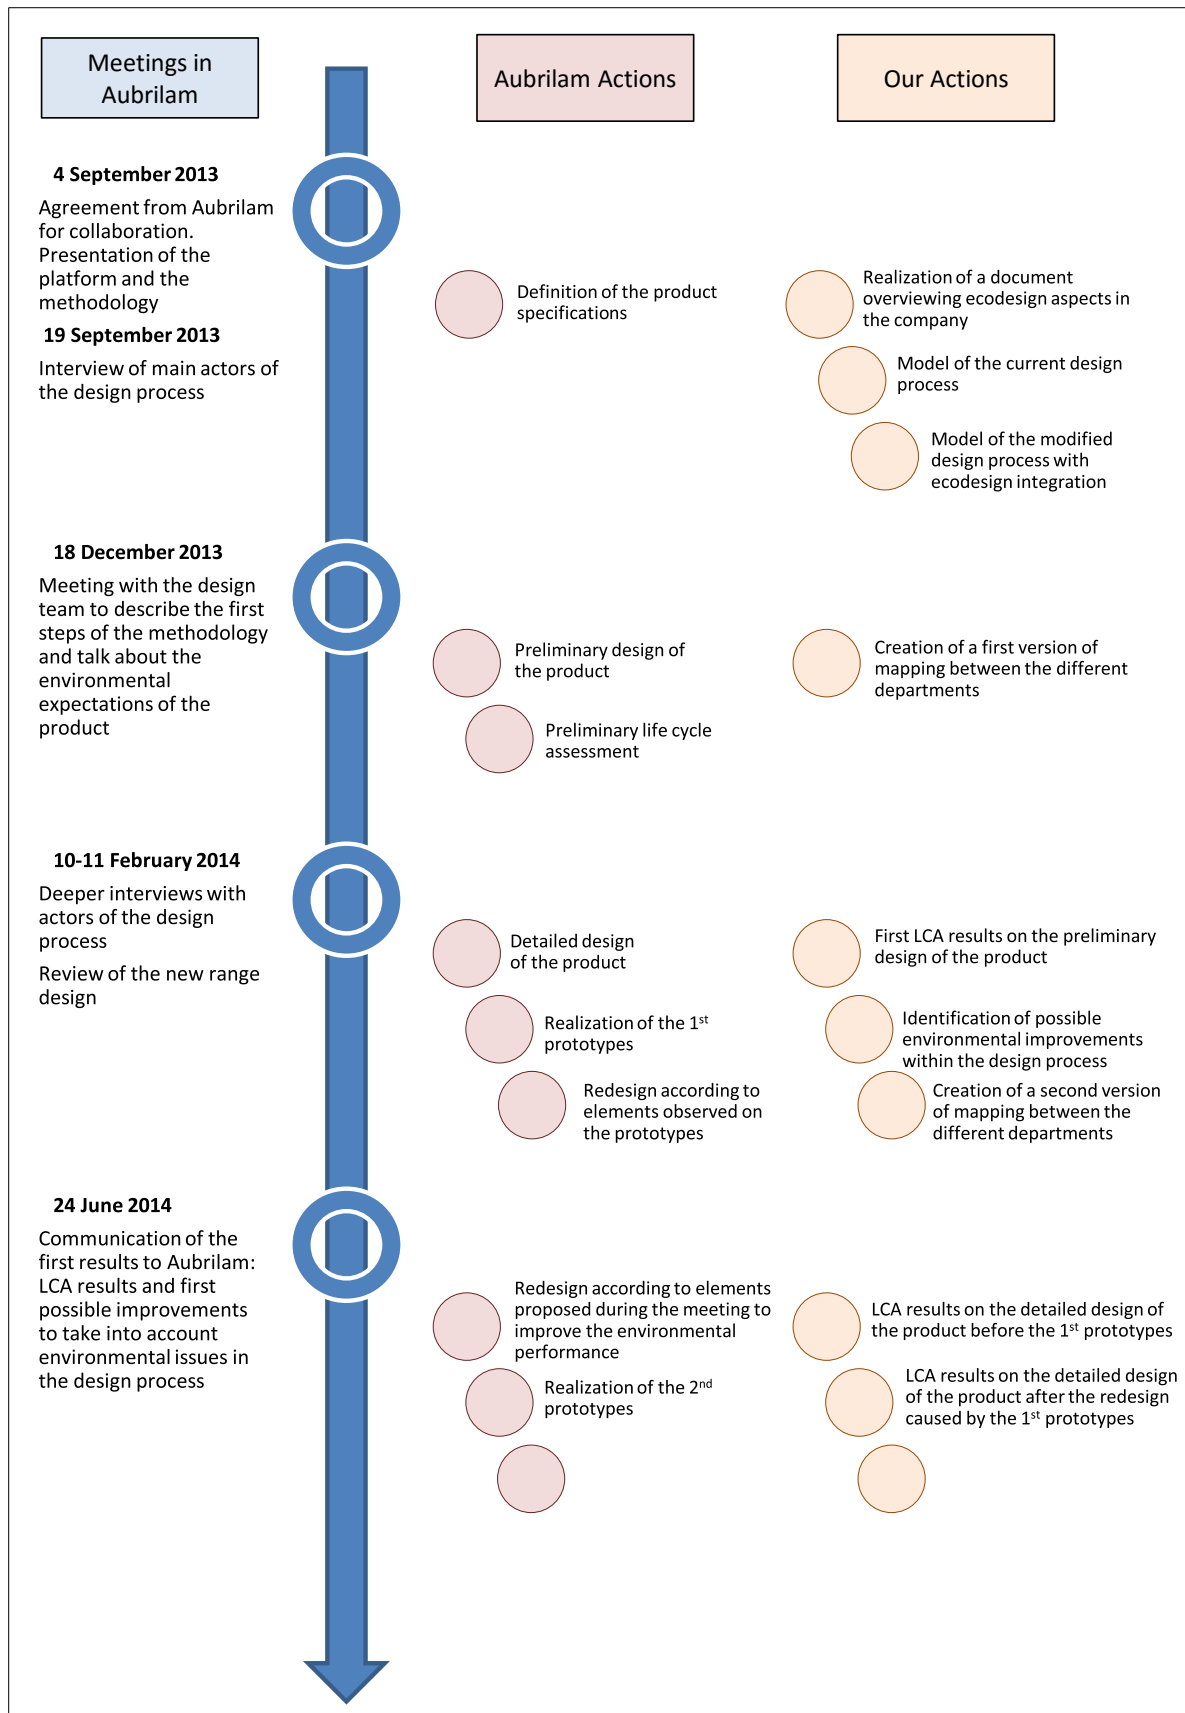 Meetings in
Aubrilam
Aubrilam Actions
Our Actions
4 September 2013
Agreement from Aubrilam
for collaboration.
Presentation of the
platform and the
methodology
19 September 2013
Interview of main actors of
the design process
Definition of the product
specifications
Realization of a document
overviewing ecodesign aspects in
the company
Model of the current design
process
Model of the modified
design process with
ecodesign integration
18 December 2013
Meeting with the design
team to describe the first
steps of the methodology
and talk about the
environmental
expectations of the
product
Preliminary design of
the product
Preliminary life cycle
assessment
Creation of a first version of
mapping between the different
departments
10-11 February 2014
Deeper interviews with
actors of the design
process
Review of the new range
design
Detailed design
of the product
Realization of the 1st
prototypes
Redesign according to
elements observed on
the prototypes
First LCA results on the preliminary
design of the product
Identification of possible
environmental improvements
within the design process
Creation of a second version
of mapping between the
different departments
24 June 2014
Communication of the
first results to Aubrilam:
LCA results and first
possible improvements
to take into account
environmental issues in
the design process
Redesign according to elements
proposed during the meeting to
improve the environmental
performance
Realization of the 2nd
prototypes
LCA results on the detailed design of
the product before the 1st prototypes
LCA results on the detailed design
of the product after the redesign
caused by the 1st prototypes